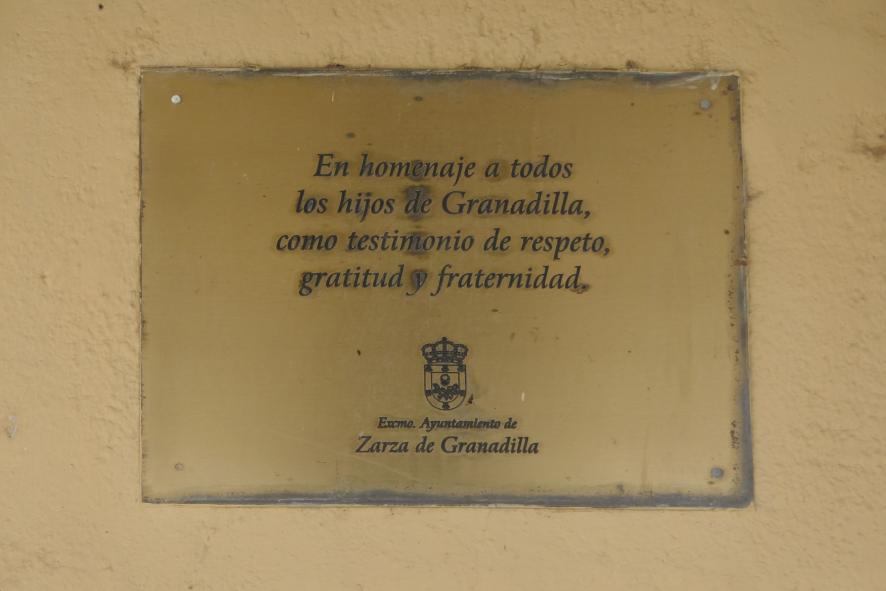 En homenaje a todos
los hijos de Granadilla,
como testimonio de respeto,
gratitud y fraternidad.
Excmo. Ayuntamiento de
Zarza de Granadilla